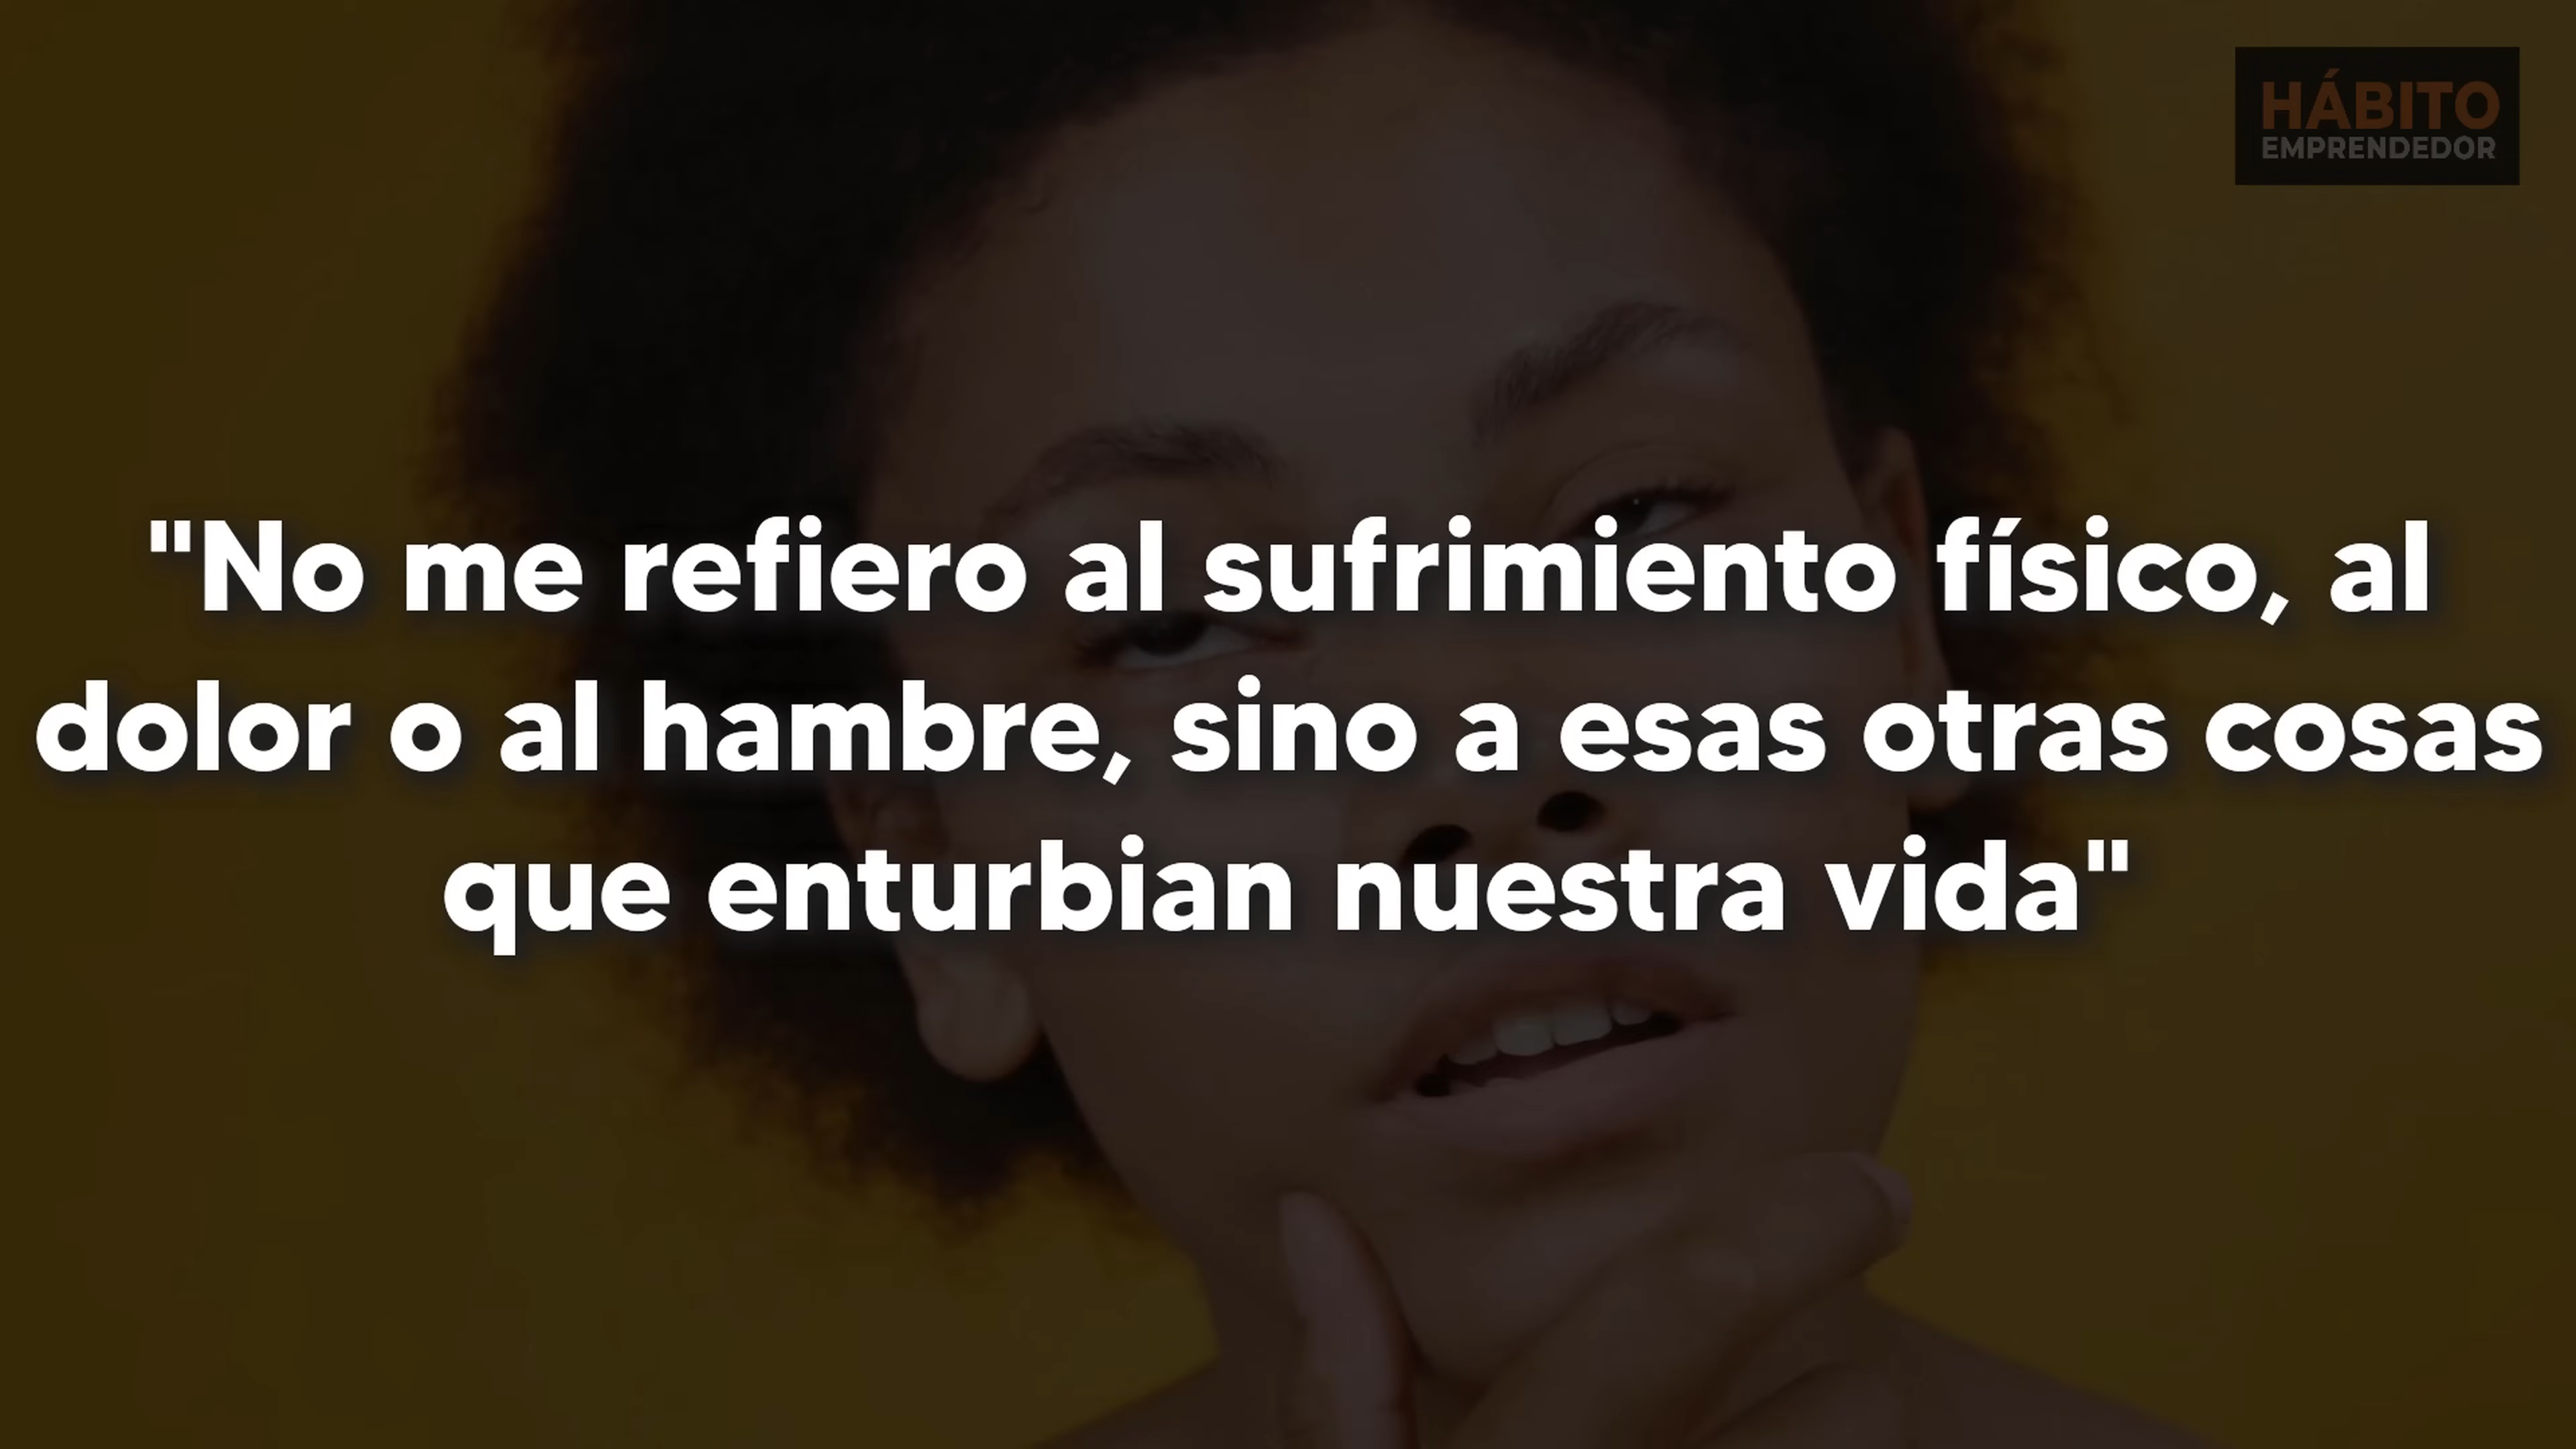 HÁBITO
EMPRENDEDOR
"No me refiero al sufrimiento físico, al
dolor o al hambre, sino a esas otras cosas
que enturbian nuestra vida"